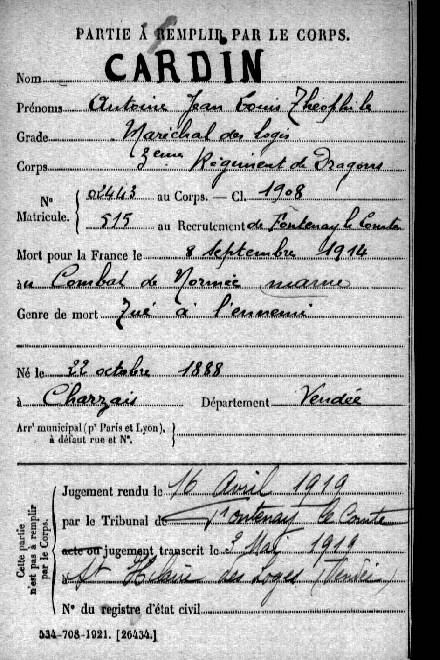 PARTIE À REMPLIR PAR LE CORPS.
Nom CARDIN
Prénoms Antoine Jean Louis Théophile
Grade Maréchal des logis
Corps 3eme Régiment de Dragons
N° Matricule. 02443 au Corps. — Cl. 1908
515 au Recrutement de Fontenay le Comte
Mort pour la France le 8 septembre 1914
au Combat de Normée marne
Genre de mort Tué à l'ennemi
Né le 22 octobre 1888
à Charzais Département Vendée
Arr' municipal (pr Paris et Lyon),
à défaut rue et N°.
Cette partie n'est pas à remplir par le Corps.
Jugement rendu le 16 Avril 1919
par le Tribunal de Fontenay le Comte
acte ou jugement transcrit le 2 Mai 1919
à St Hilaire des Loges (Vendée)
N° du registre d'état civil
534-708-1921. [26434.]